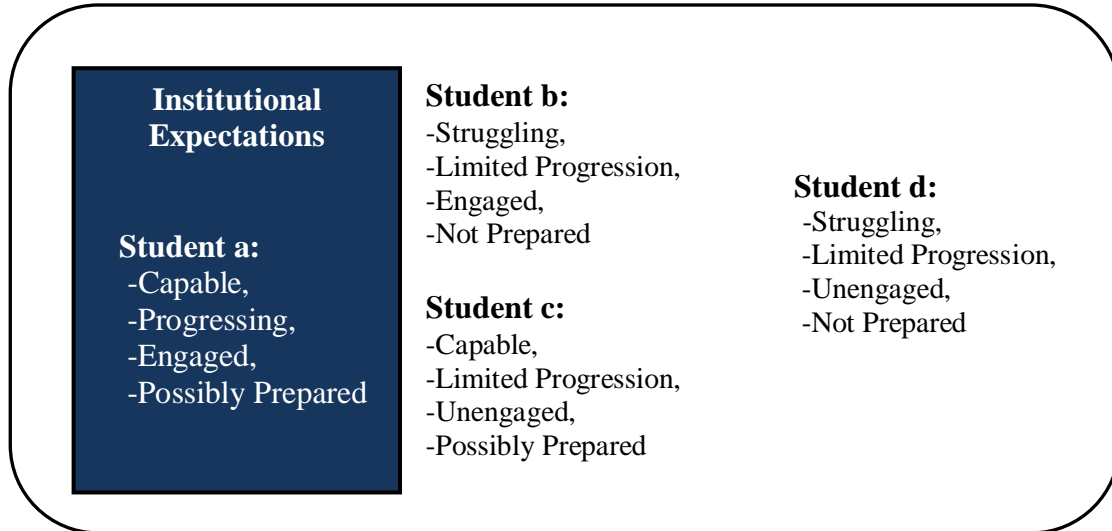 Institutional
Expectations
Student a:
-Capable,
-Progressing,
-Engaged,
-Possibly Prepared
Student b:
-Struggling,
-Limited Progression,
-Engaged,
-Not Prepared
Student c:
-Capable,
-Limited Progression,
-Unengaged,
-Possibly Prepared
Student d:
-Struggling,
-Limited Progression,
-Unengaged,
-Not Prepared